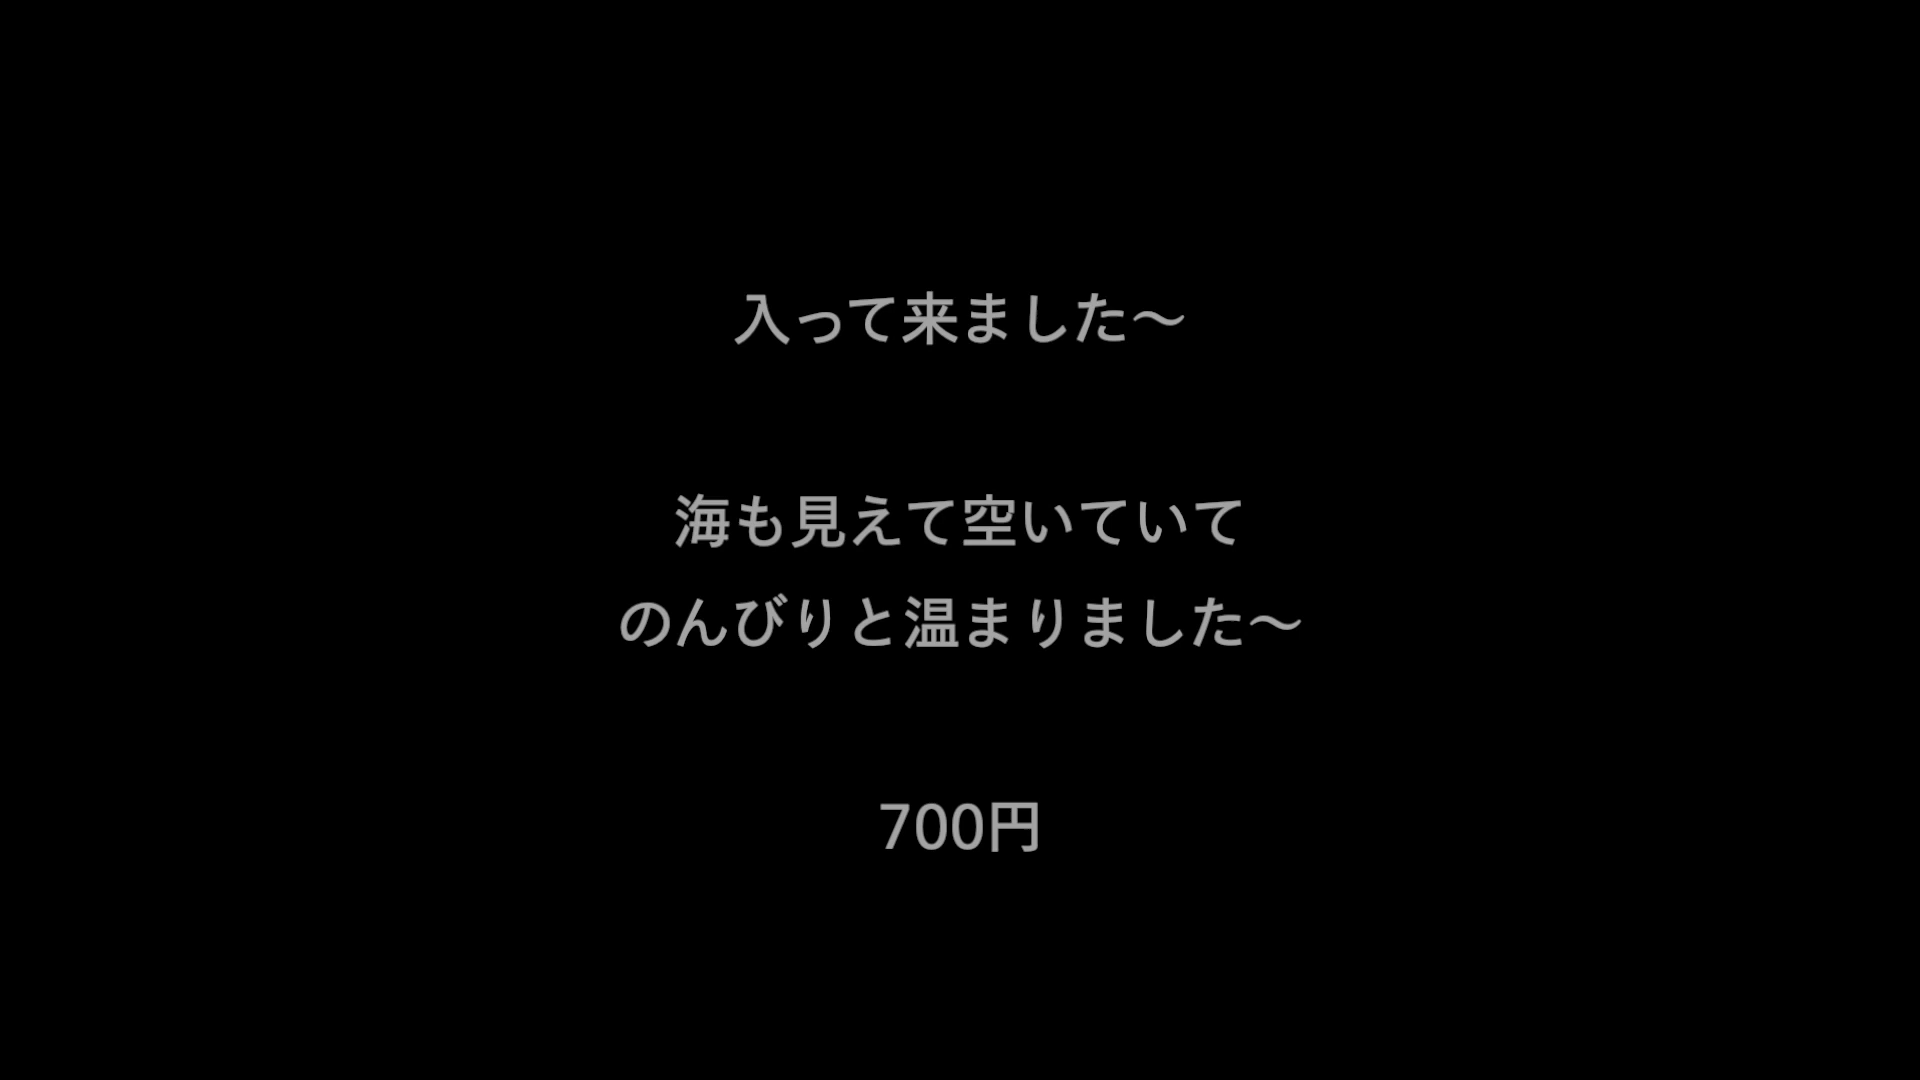 入って来ました～
海も見えて空いていて
のんびりと温まりました～
700円